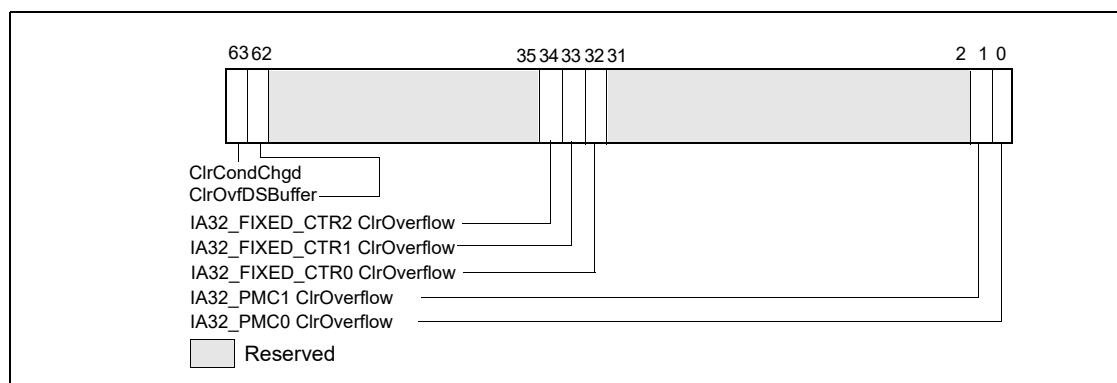 63 62 35 34 33 32 31 2 1 0
ClrCondChgd
ClrOvfDSBuffer
IA32_FIXED_CTR2 ClrOverflow
IA32_FIXED_CTR1 ClrOverflow
IA32_FIXED_CTR0 ClrOverflow
IA32_PMC1 ClrOverflow
IA32_PMC0 ClrOverflow
Reserved